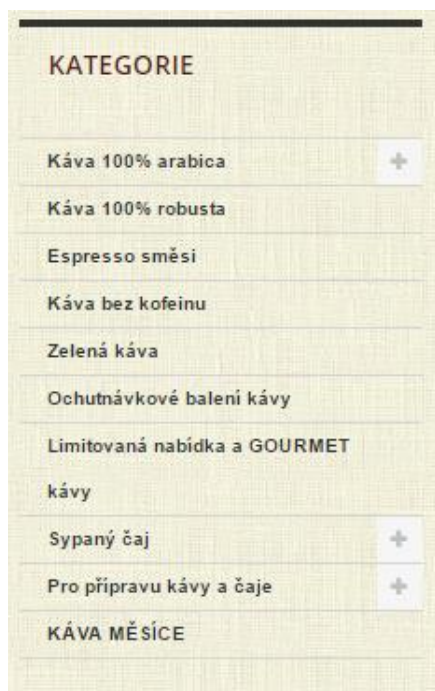 KATEGORIE
Káva 100% arabica
Káva 100% robusta
Espresso směsi
Káva bez kofeinu
Zelená káva
Ochutnávkové balení kávy
Limitovaná nabídka a GOURMET
kávy
Sypaný čaj
Pro přípravu kávy a čaje
KÁVA MĚSÍCE